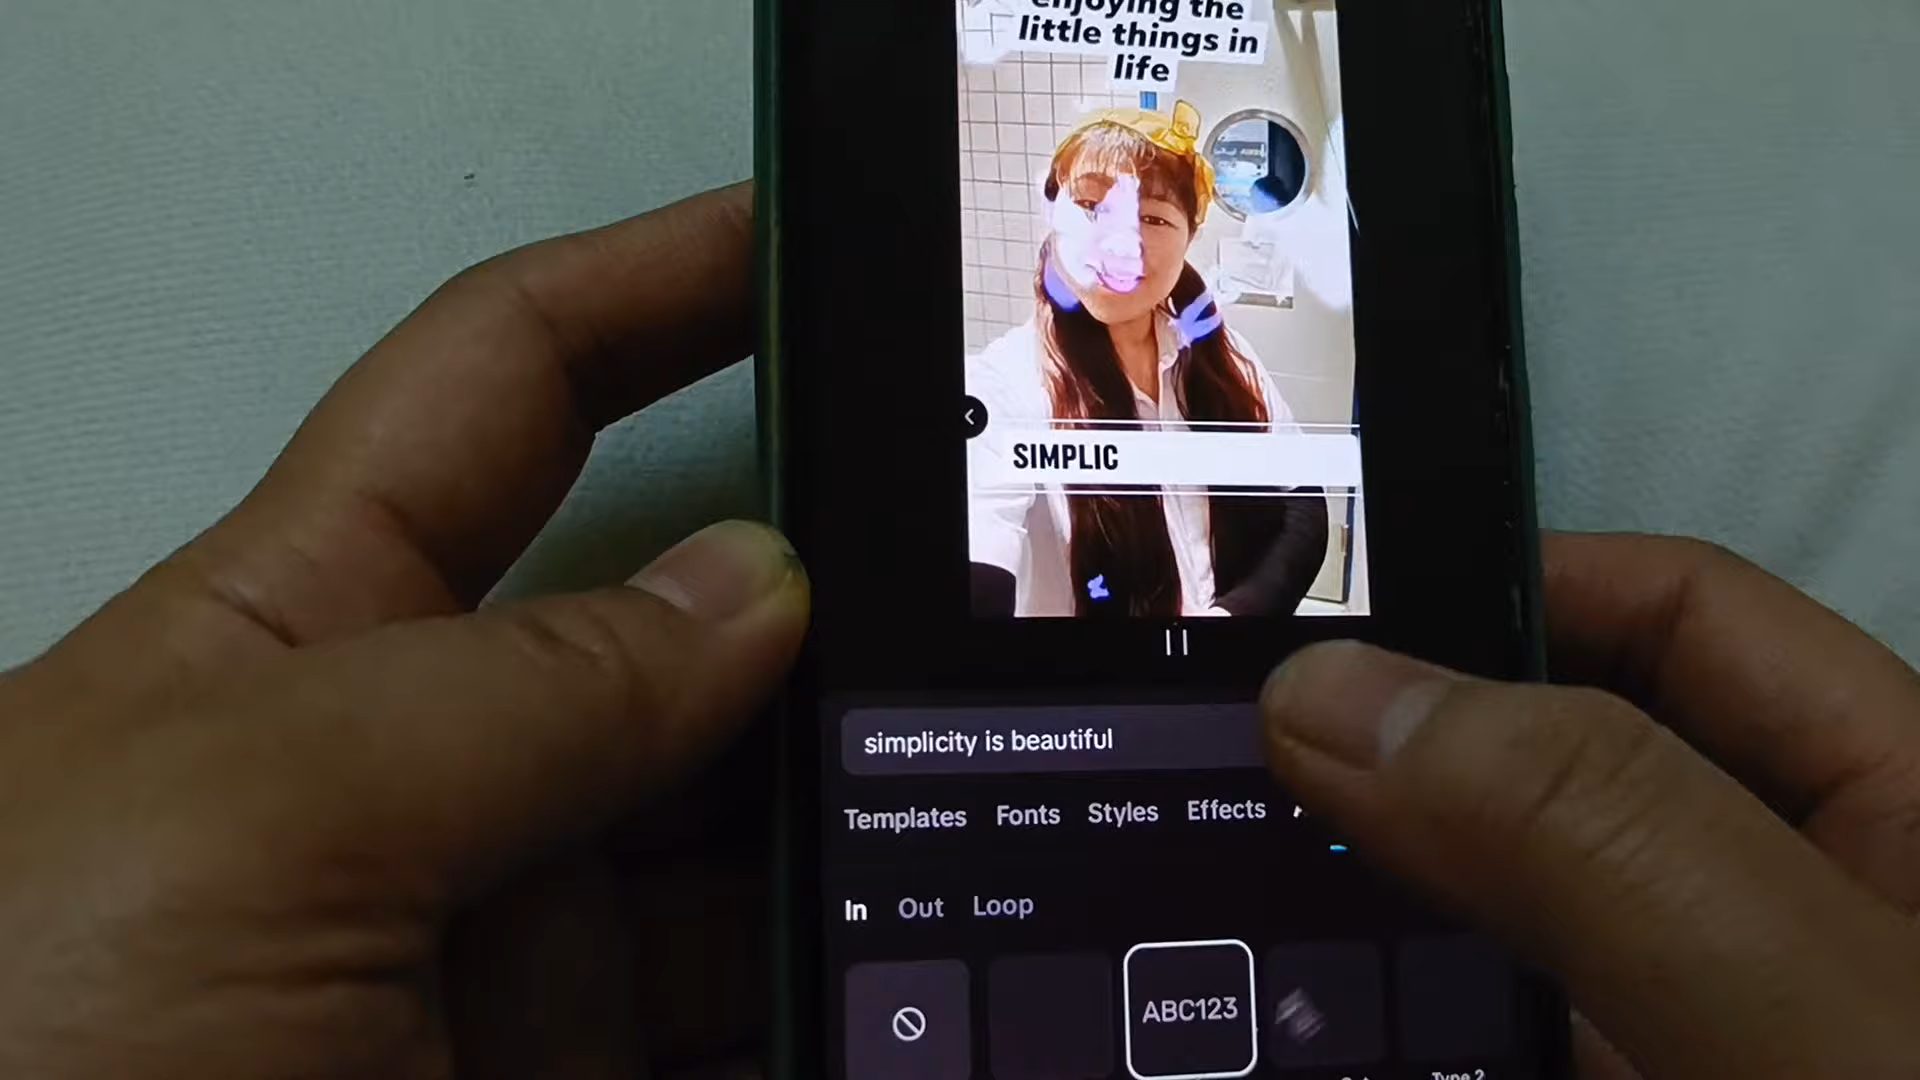 enjoying the
little things in
life
SIMPLIC
simplicity is beautiful
Templates Fonts Styles Effects
In Out Loop
ABC123
Type 2